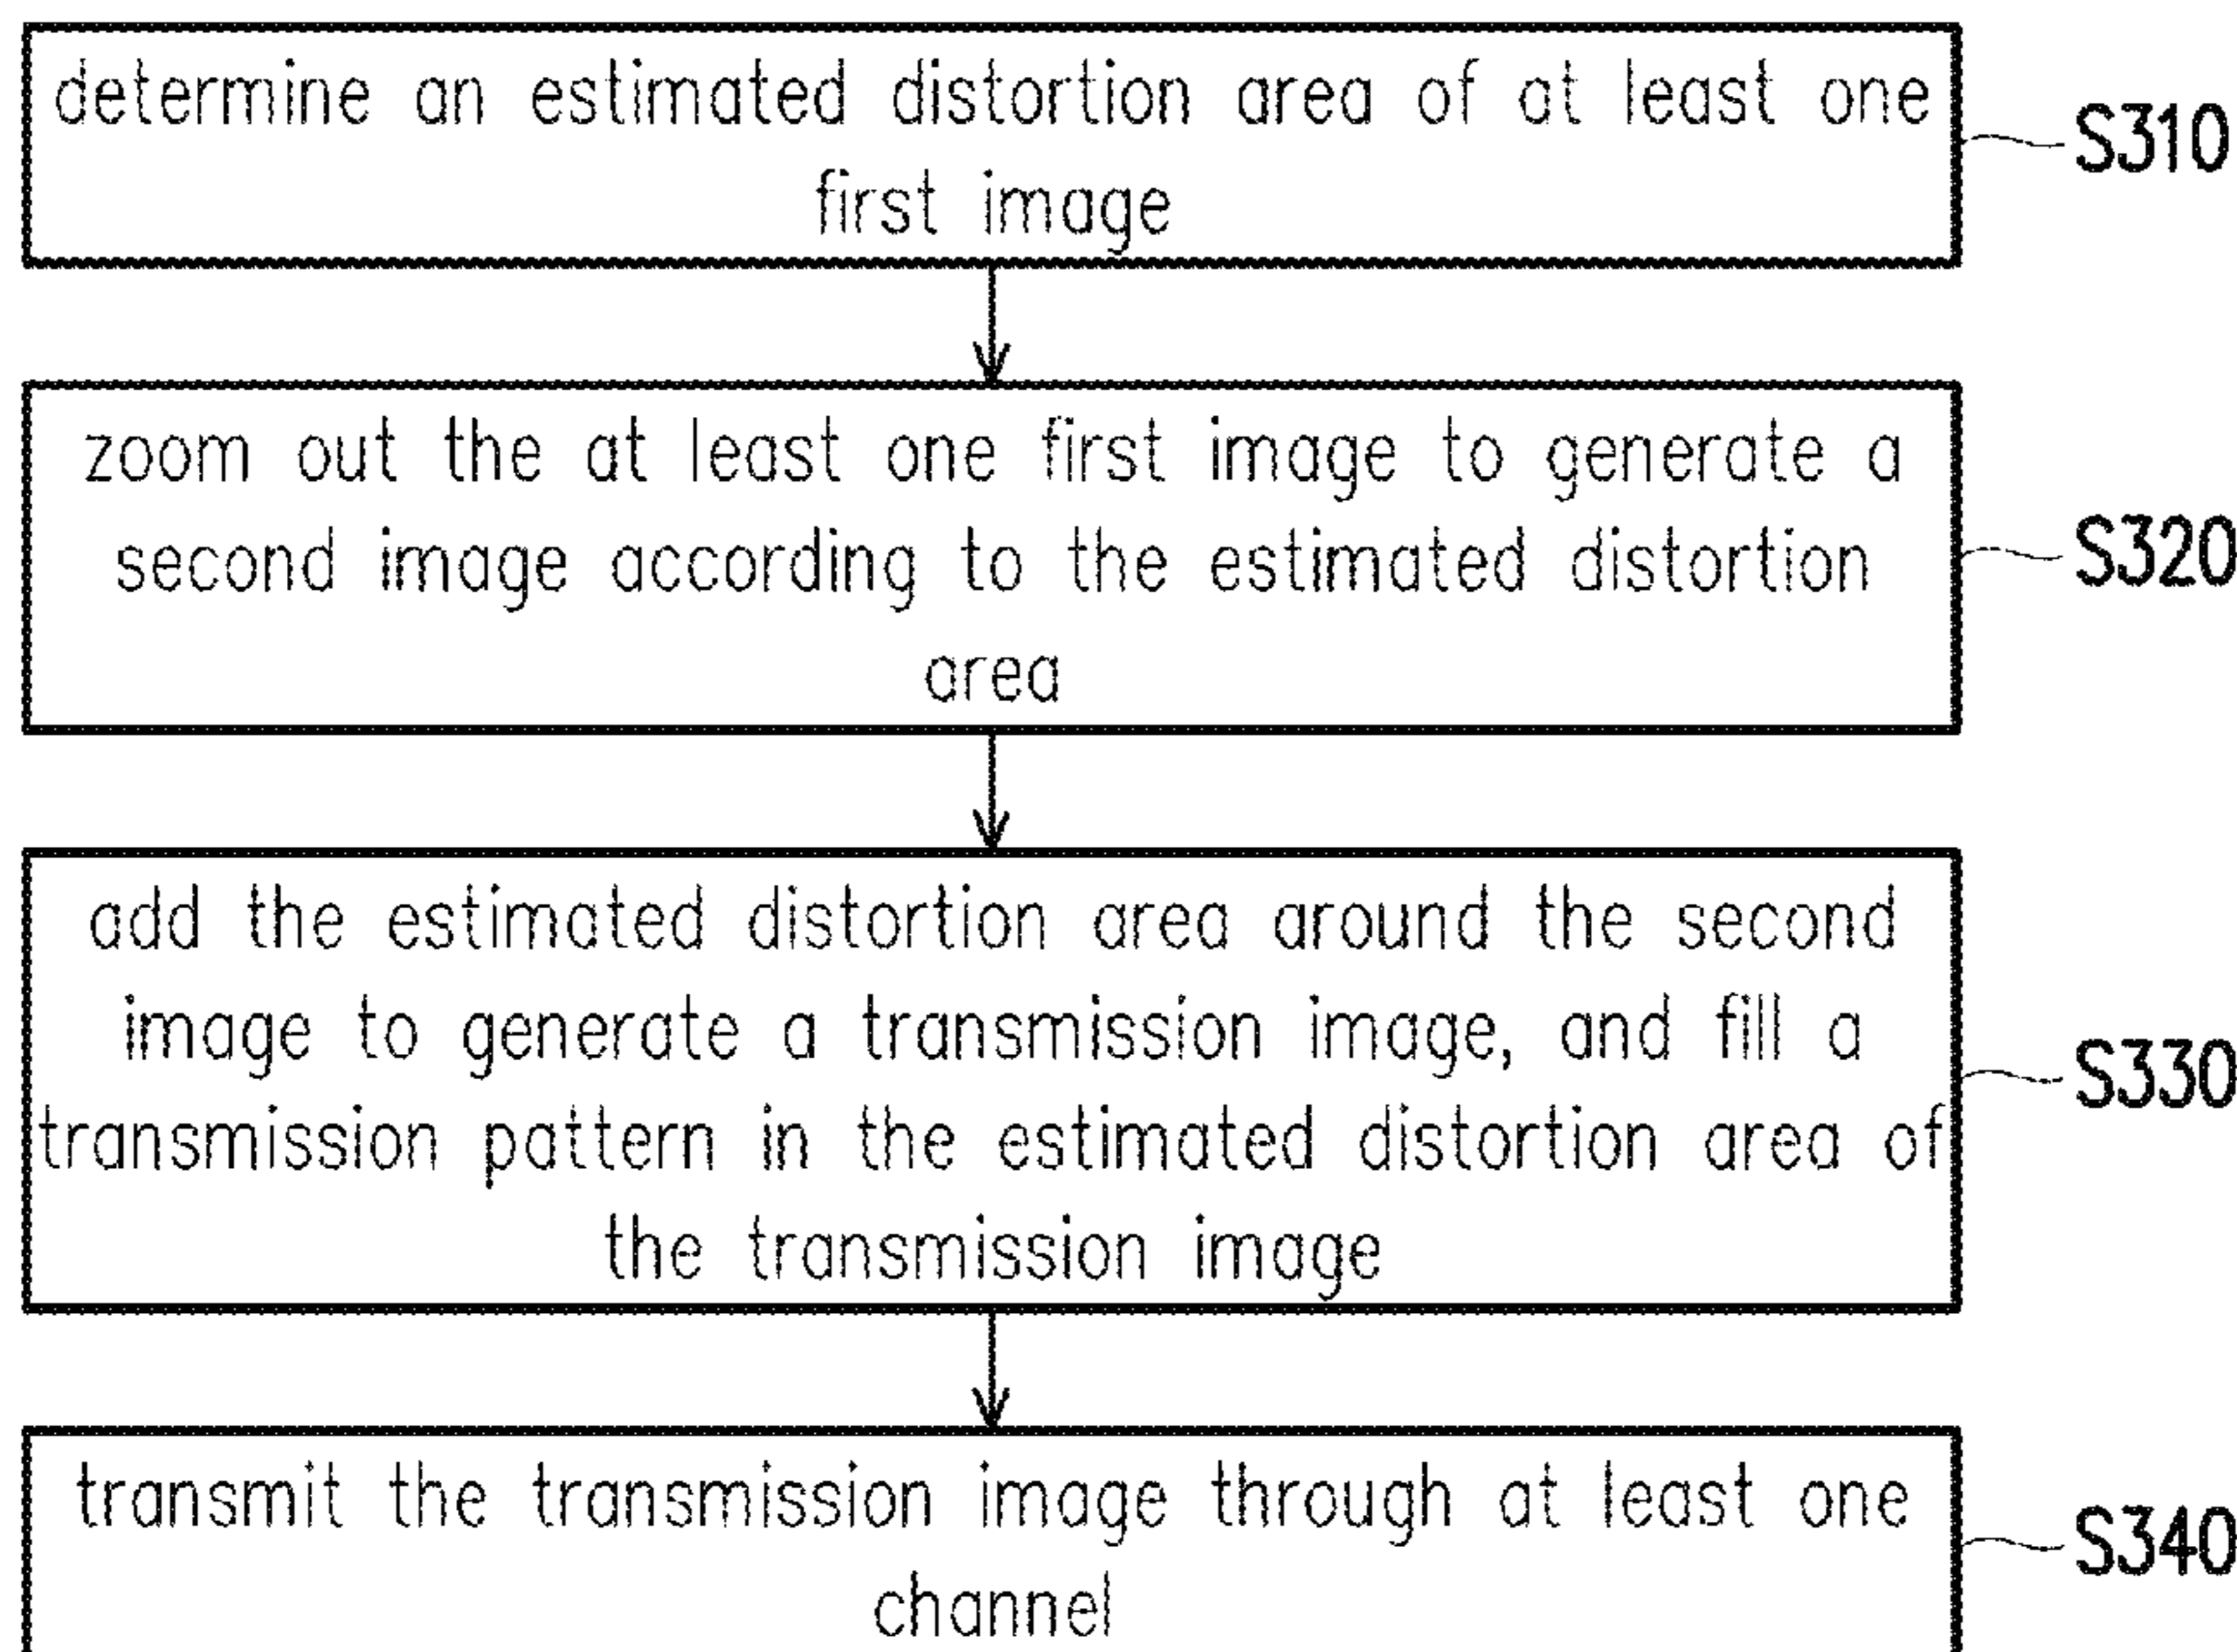 determine an estimated distortion area of at least one
first image
S310
zoom out the at least one first image to generate a
second image according to the estimated distortion
area
S320
add the estimated distortion area around the second
image to generate a transmission image, and fill a
transmission pattern in the estimated distortion area of
the transmission image
S330
transmit the transmission image through at least one
channel
S340